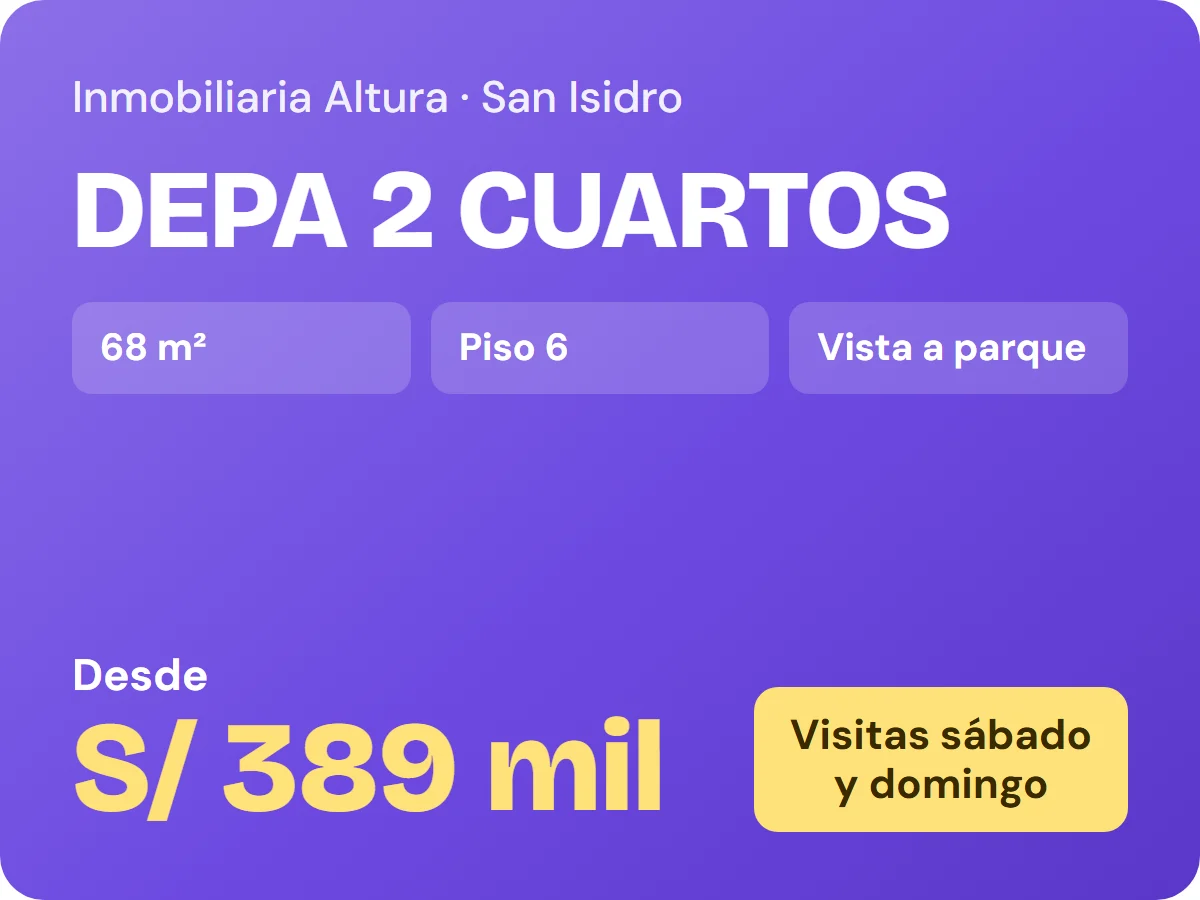 Inmobiliaria Altura · San Isidro
DEPA 2 CUARTOS
68 m²
Piso 6
Vista a parque
Desde
S/ 389 mil
Visitas sábado
y domingo